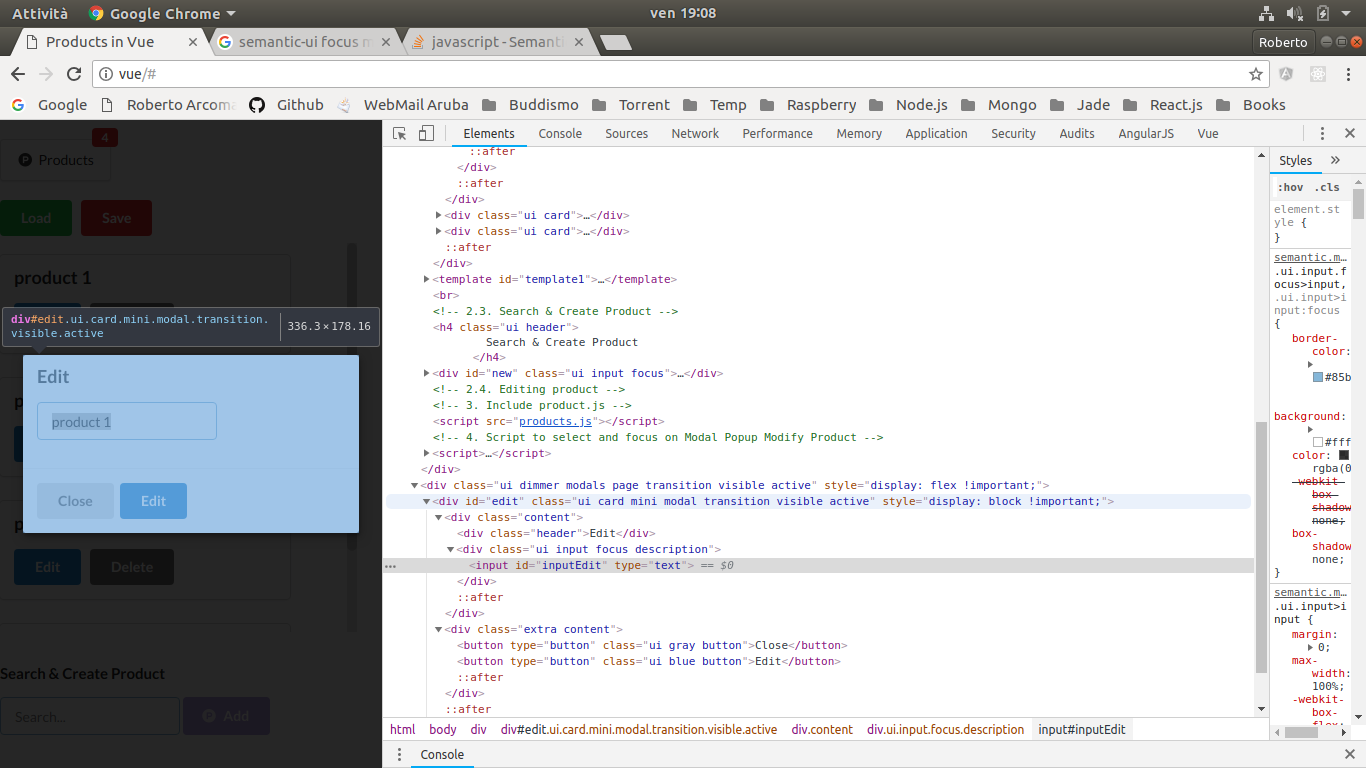 Attività Google Chrome ven 19:08
Products in Vue semantic-ui focus m javascript - Semanti Roberto
vue/#
Google Roberto Arcoma Github WebMail Aruba Buddismo Torrent Temp Raspberry Node.js Mongo Jade React.js Books
4
Products
Load Save
product 1
div#edit.ui.card.mini.modal.transition.
visible.active
336.3 × 178.16
Edit
product 1
Close Edit
Edit Delete
Search & Create Product
Search... Add
Elements Console Sources Network Performance Memory Application Security Audits AngularJS Vue
::after
</div>
::after
</div>
<div class="ui card">…</div>
<div class="ui card">…</div>
::after
</div>
<template id="template1">…</template>
<br>
<!-- 2.3. Search & Create Product -->
<h4 class="ui header">
Search & Create Product
</h4>
<div id="new" class="ui input focus">…</div>
<!-- 2.4. Editing product -->
<!-- 3. Include product.js -->
<script src="products.js"></script>
<!-- 4. Script to select and focus on Modal Popup Modify Product -->
<script>…</script>
</div>
<div class="ui dimmer modals page transition visible active" style="display: flex !important;">
<div id="edit" class="ui card mini modal transition visible active" style="display: block !important;">
<div class="content">
<div class="header">Edit</div>
<div class="ui input focus description">
... <input id="inputEdit" type="text"> == $0
</div>
::after
</div>
<div class="extra content">
<button type="button" class="ui gray button">Close</button>
<button type="button" class="ui blue button">Edit</button>
::after
</div>
::after
html body div div#edit.ui.card.mini.modal.transition.visible.active div.content div.ui.input.focus.description input#inputEdit
Console
Styles »
:hov .cls
element.st
yle {
}
semantic.m…
.ui.input.f
ocus>input,
.ui.input>i
nput:focus
{
border-
color:
#85b
background:
#fff
color:
rgba(0
-webkit-
box-
shadow
none;
box-
shadow
none;
}
semantic.m…
.ui.input>i
nput {
margin:
0;
max-
width:
100%;
-webkit-
box-
flex: